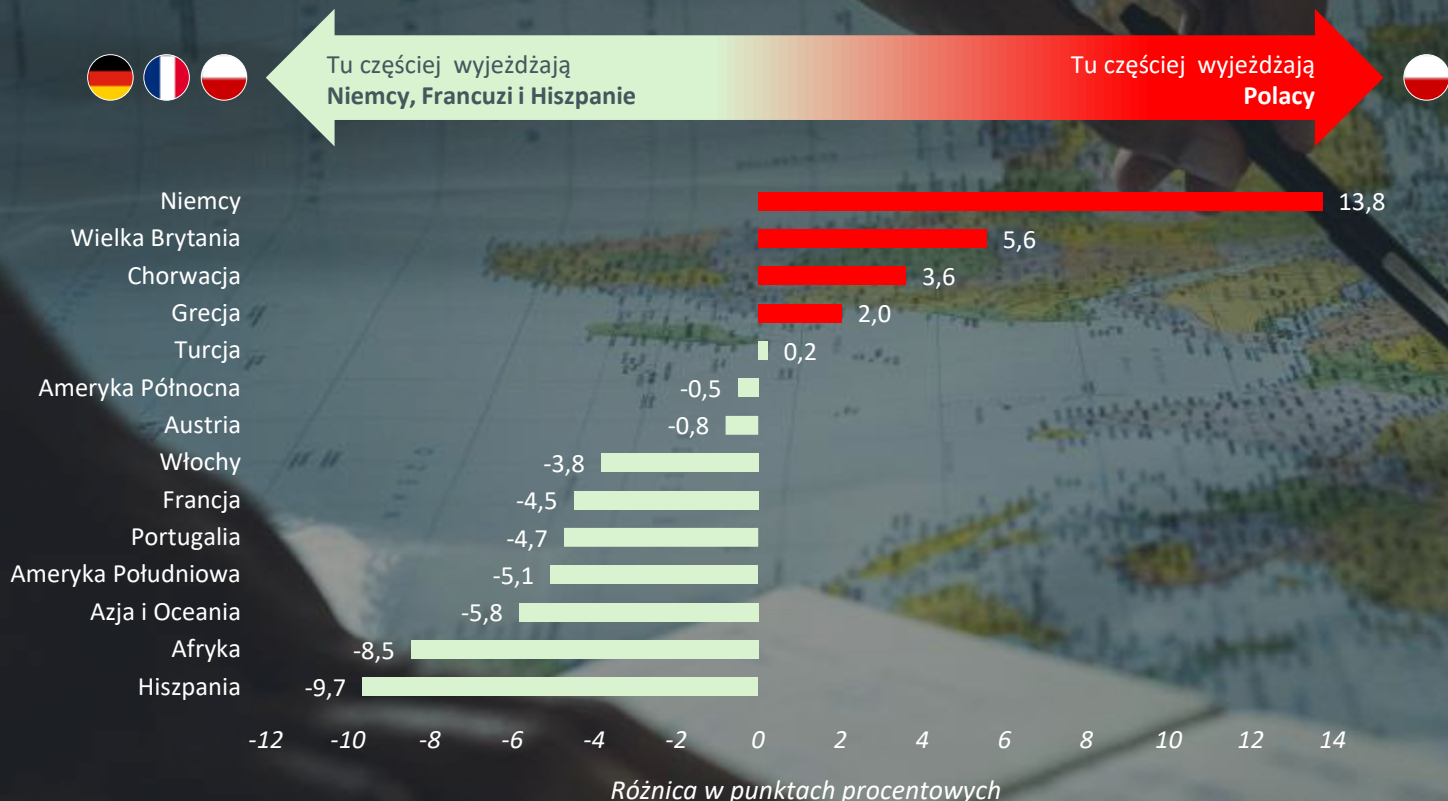 Tu częściej wyjeżdżają
Niemcy, Francuzi i Hiszpanie
Tu częściej wyjeżdżają
Polacy
Niemcy 13,8
Wielka Brytania 5,6
Chorwacja 3,6
Grecja 2,0
Turcja 0,2
Ameryka Północna -0,5
Austria -0,8
Włochy -3,8
Francja -4,5
Portugalia -4,7
Ameryka Południowa -5,1
Azja i Oceania -5,8
Afryka -8,5
Hiszpania -9,7
-12 -10 -8 -6 -4 -2 0 2 4 6 8 10 12 14
Różnica w punktach procentowych